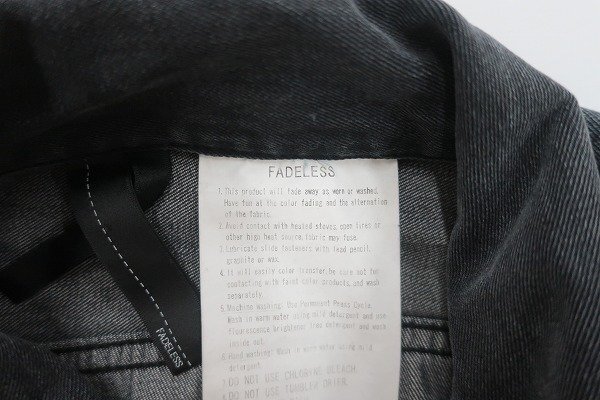 FADELESS
1. This product will fade away as worn or washed.
Have fun at the color fading and the alternation
of the fabric.
2. Avoid contact with heated stoves, open fires or
other high heat source, fabric may fuse.
3. Lubricate slide fasteners with lead pencil,
graphite or wax.
4. It will easily color transfer, be sure not for
contacting with faint color products, and wash
separately.
5. Machine washing: Use Permanent Press Cycle.
Wash in warm water using mild detergent and use
fluorescence brightener free detergent and wash
inside out.
6. Hand washing: Wash in warm water using mild
detergent.
DO NOT USE CHLORINE BLEACH.
DO NOT USE TUMBLER DRIER.
FADELESS